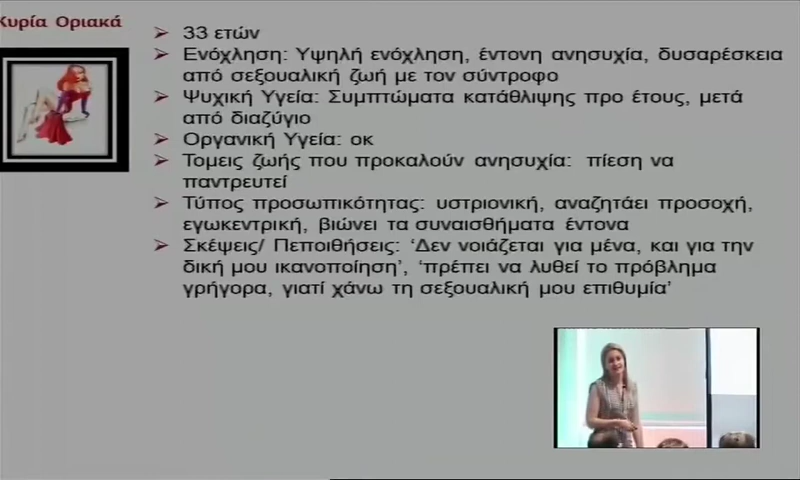 Κυρία Οριακά
➢ 33 ετών
➢ Ενόχληση: Υψηλή ενόχληση, έντονη ανησυχία, δυσαρέσκεια
από σεξουαλική ζωή με τον σύντροφο
➢ Ψυχική Υγεία: Συμπτώματα κατάθλιψης προ έτους, μετά
από διαζύγιο
➢ Οργανική Υγεία: οκ
➢ Τομεις ζωής που προκαλούν ανησυχία: πίεση να
παντρευτεί
➢ Τύπος προσωπικότητας: υστριονική, αναζητάει προσοχή,
εγωκεντρική, βιώνει τα συναισθήματα έντονα
➢ Σκέψεις/ Πεποιθήσεις: ‘Δεν νοιάζεται για μένα, και για την
δική μου ικανοποίηση’, ‘πρέπει να λυθεί το πρόβλημα
γρήγορα, γιατί χάνω τη σεξουαλική μου επιθυμία’